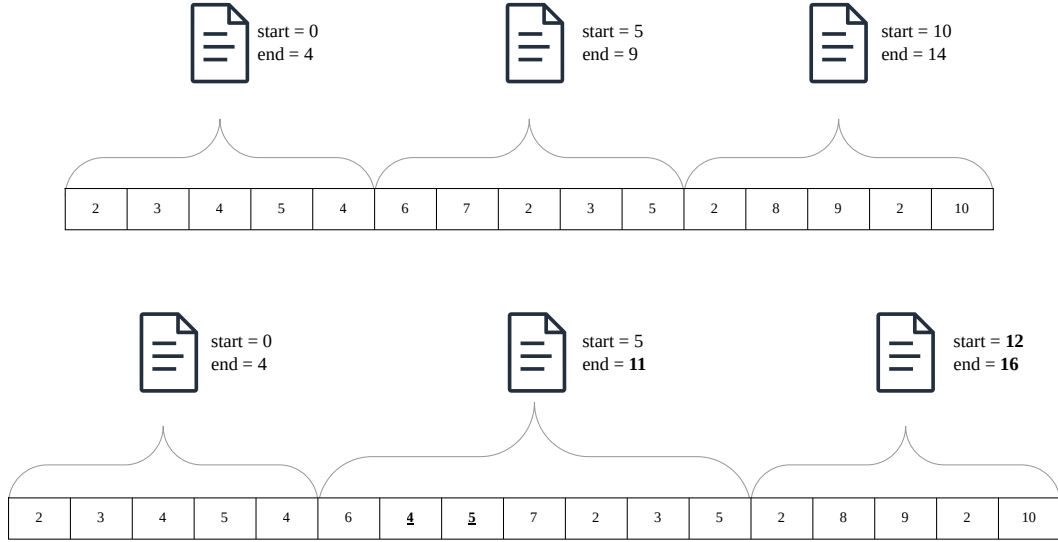 start = 0
end = 4
start = 5
end = 9
start = 10
end = 14
2 3 4 5 4 6 7 2 3 5 2 8 9 2 10
start = 0
end = 4
start = 5
end = 11
start = 12
end = 16
2 3 4 5 4 6 4 5 7 2 3 5 2 8 9 2 10